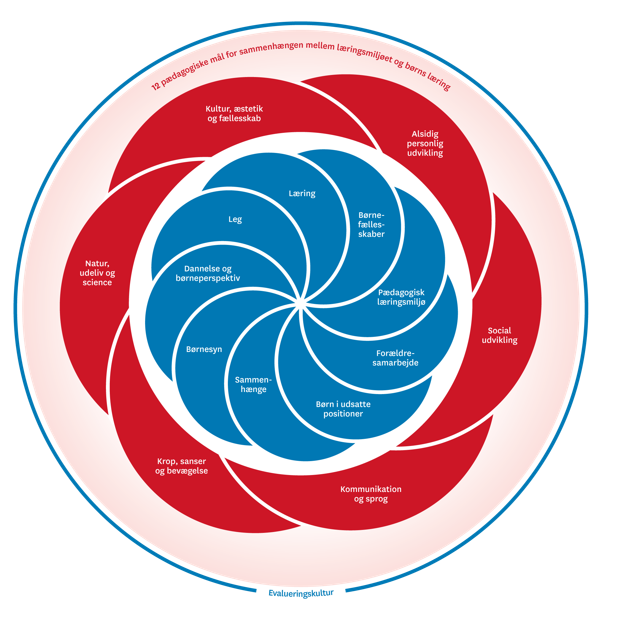 12 pædagogiske mål for sammenhængen mellem læringsmiljøet og børns læring
Kultur, æstetik
og fællesskab
Alsidig
personlig
udvikling
Social
udvikling
Kommunikation
og sprog
Krop, sanser
og bevægelse
Natur,
udeliv og
science
Læring
Børne-
fælles-
skaber
Pædagogisk
læringsmiljø
Forældre-
samarbejde
Børn i udsatte
positioner
Sammen-
hænge
Børnesyn
Dannelse og
børneperspektiv
Leg
Evalueringskultur